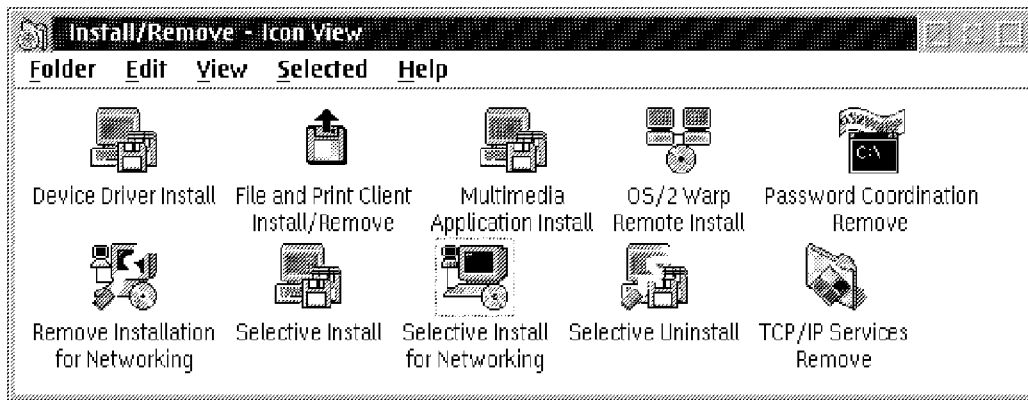 Install/Remove - Icon View
Folder Edit View Selected Help
C:\
Device Driver Install
File and Print Client
Install/Remove
Multimedia
Application Install
OS/2 Warp
Remote Install
Password Coordination
Remove
Remove Installation
for Networking
Selective Install
Selective Install
for Networking
Selective Uninstall
TCP/IP Services
Remove